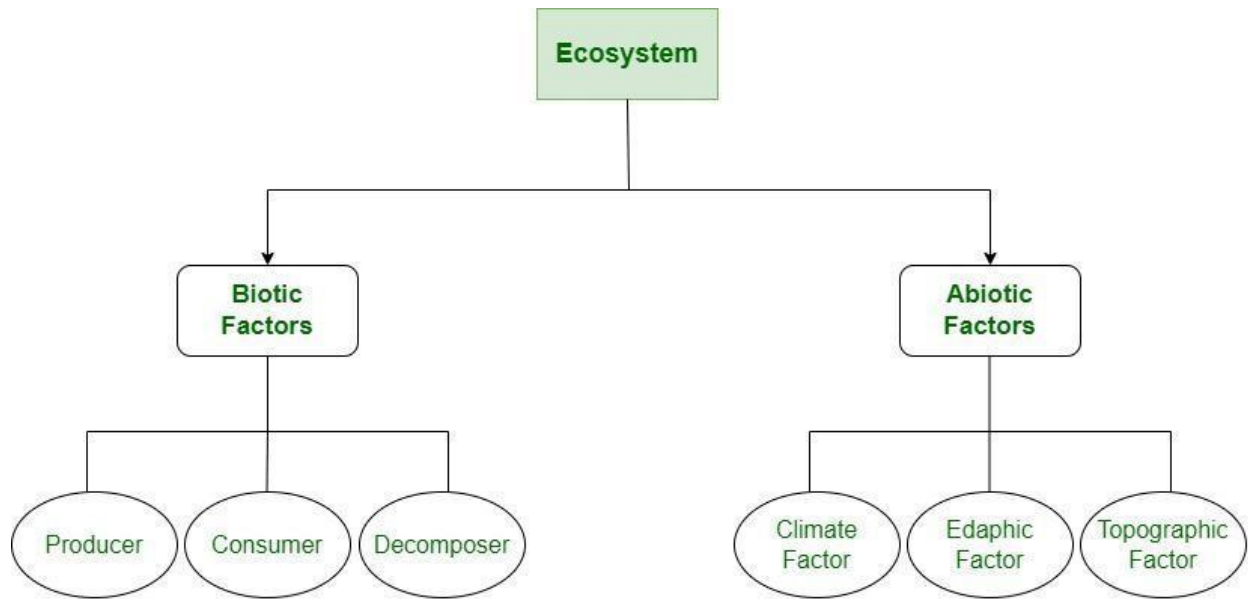 Ecosystem
Biotic
Factors
Abiotic
Factors
Producer
Consumer
Decomposer
Climate
Factor
Edaphic
Factor
Topographic
Factor